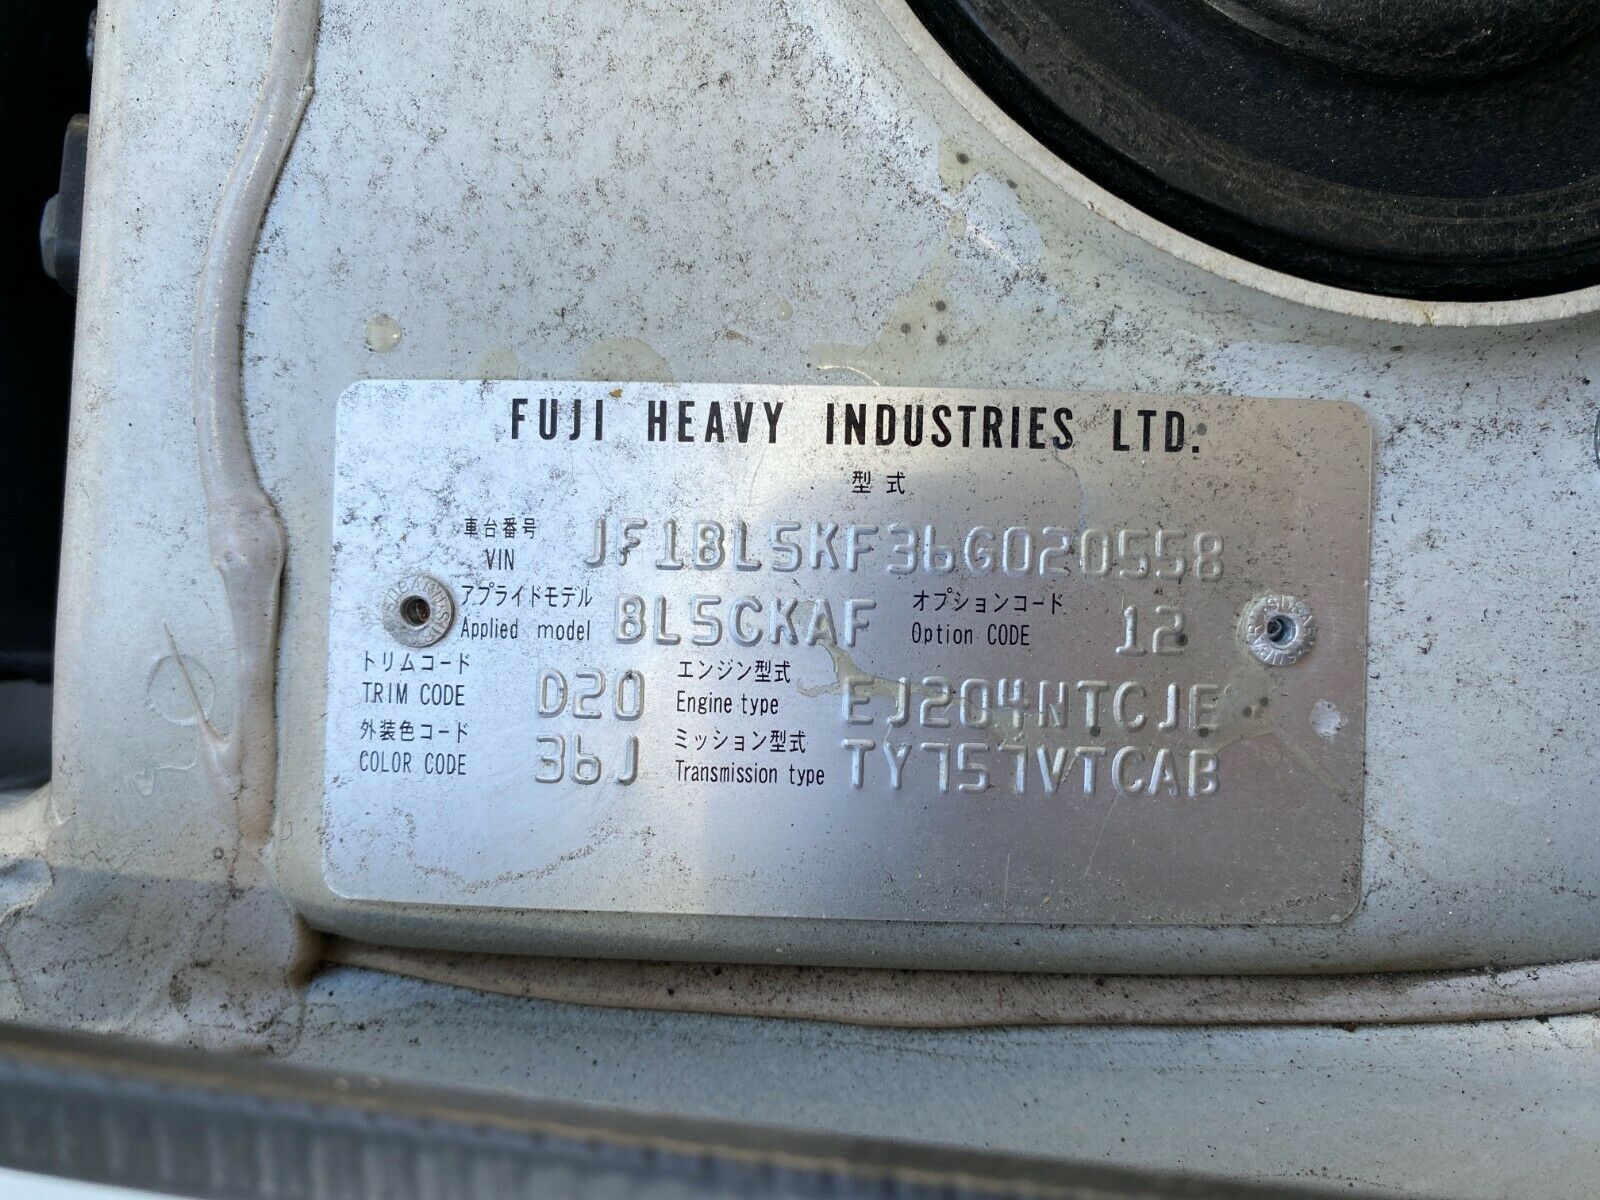 FUJI HEAVY INDUSTRIES LTD.
型式
車台番号
VIN JF1BL5KF36G020558
アプライドモデル
Applied model BL5CKAF
オプションコード
Option CODE 12
トリムコード
TRIM CODE D20
エンジン型式
Engine type EJ204NTCJE
外装色コード
COLOR CODE 36J
ミッション型式
Transmission type TY757VTCAB